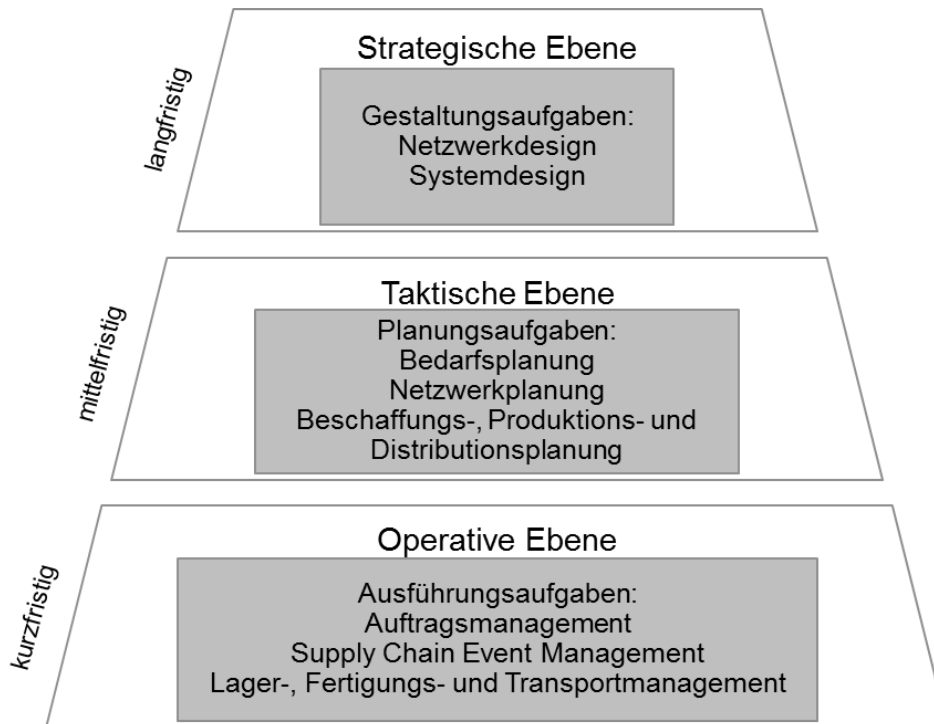 Strategische Ebene
langfristig
Gestaltungsaufgaben:
Netzwerkdesign
Systemdesign
Taktische Ebene
mittelfristig
Planungsaufgaben:
Bedarfsplanung
Netzwerkplanung
Beschaffungs-, Produktions- und
Distributionsplanung
Operative Ebene
kurzfristig
Ausführungsaufgaben:
Auftragsmanagement
Supply Chain Event Management
Lager-, Fertigungs- und Transportmanagement